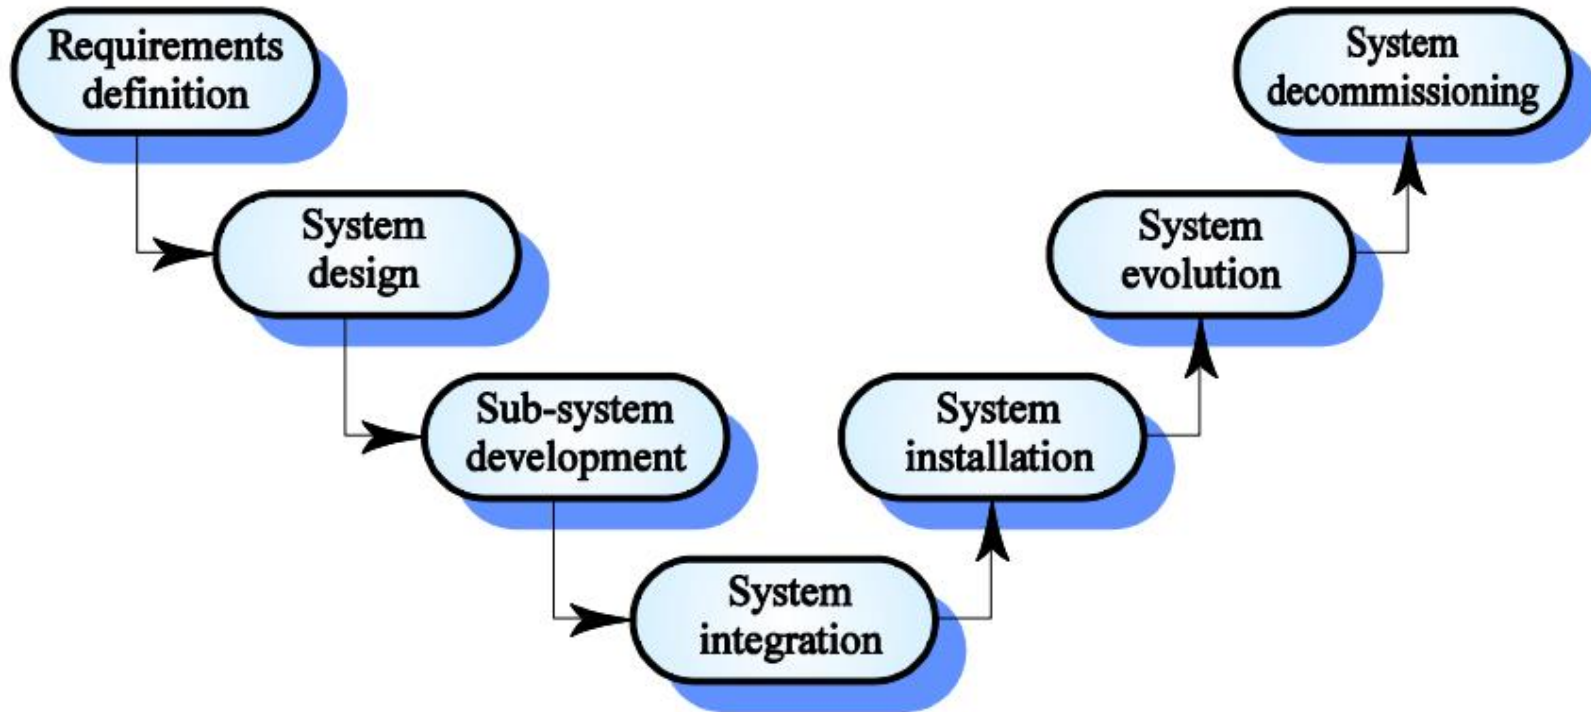 Requirements
definition
System
design
Sub-system
development
System
integration
System
installation
System
evolution
System
decommissioning